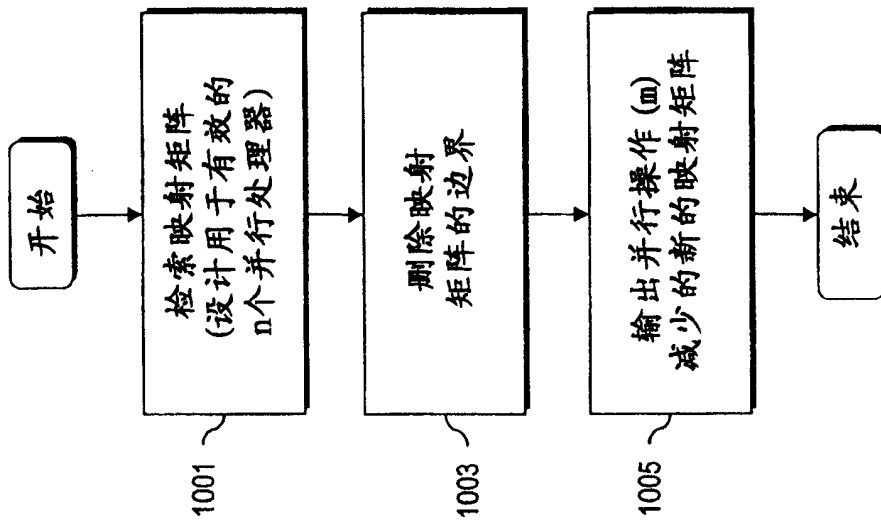 开始
检索映射矩阵
(设计用于有效的
n个并行处理器)
1001
删除映射
矩阵的边界
1003
输出并行操作 (m)
减少的新的映射矩阵
1005
结束